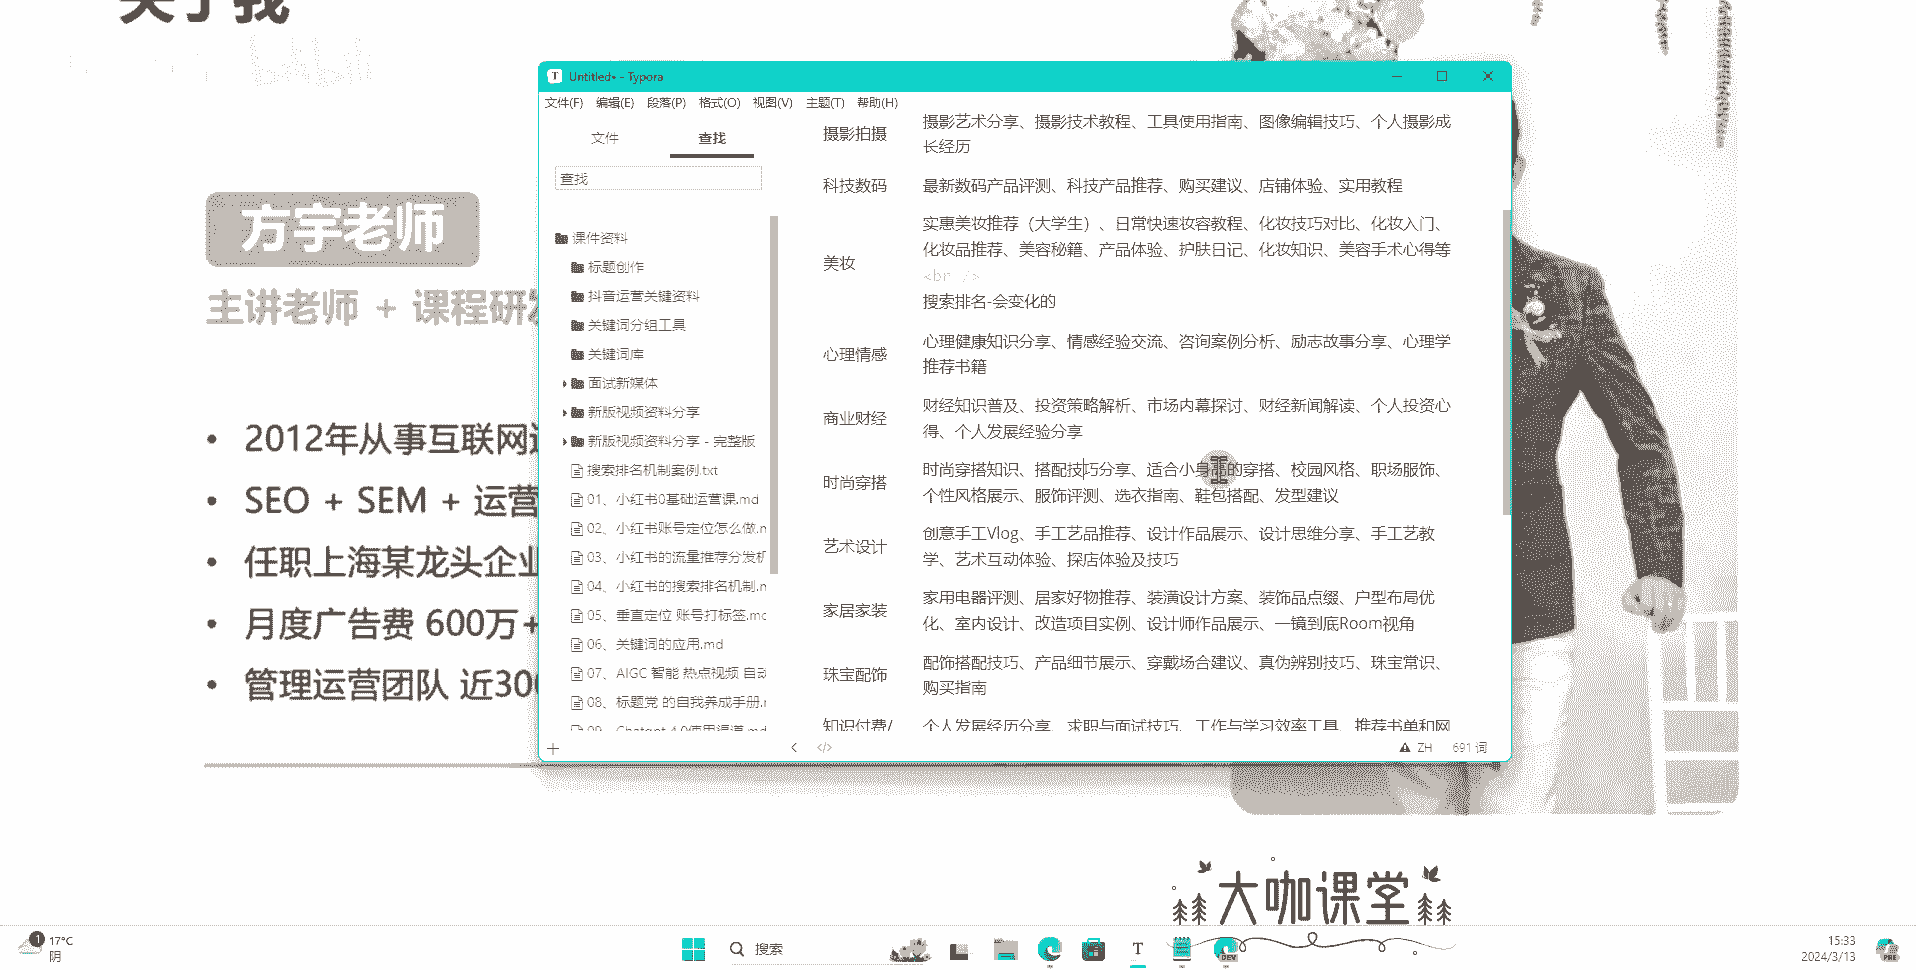 关于我
bilibili
方宇老师
主讲老师 + 课程研发
• 2012年从事互联网运
• SEO + SEM + 运营
• 任职上海某龙头企业
• 月度广告费 600万+
• 管理运营团队 近300
Untitled• - Typora
文件(F) 编辑(E) 段落(P) 格式(O) 视图(V) 主题(T) 帮助(H)
文件 查找
查找
课件资料
标题创作
抖音运营关键资料
关键词分组工具
关键词库
面试新媒体
新版视频资料分享
新版视频资料分享 - 完整版
搜索排名机制案例.txt
01、小红书0基础运营课.md
02、小红书账号定位怎么做.m
03、小红书的流量推荐分发机
04、小红书的搜索排名机制.m
05、垂直定位 账号打标签.mc
06、关键词的应用.md
07、AIGC 智能 热点视频 自动
08、标题党 的自我养成手册.r
09、Chatgpt 4.0使用渠道.md
摄影拍摄
摄影艺术分享、摄影技术教程、工具使用指南、图像编辑技巧、个人摄影成
长经历
科技数码
最新数码产品评测、科技产品推荐、购买建议、店铺体验、实用教程
美妆
实惠美妆推荐（大学生）、日常快速妆容教程、化妆技巧对比、化妆入门、
化妆品推荐、美容秘籍、产品体验、护肤日记、化妆知识、美容手术心得等
<br />
搜索排名-会变化的
心理情感
心理健康知识分享、情感经验交流、咨询案例分析、励志故事分享、心理学
推荐书籍
商业财经
财经知识普及、投资策略解析、市场内幕探讨、财经新闻解读、个人投资心
得、个人发展经验分享
时尚穿搭
时尚穿搭知识、搭配技巧分享、适合小身材的穿搭、校园风格、职场服饰、
个性风格展示、服饰评测、选衣指南、鞋包搭配、发型建议
艺术设计
创意手工Vlog、手工艺品推荐、设计作品展示、设计思维分享、手工艺教
学、艺术互动体验、探店体验及技巧
家居家装
家用电器评测、居家好物推荐、装潢设计方案、装饰品点缀、户型布局优
化、室内设计、改造项目实例、设计师作品展示、一镜到底Room视角
珠宝配饰
配饰搭配技巧、产品细节展示、穿戴场合建议、真伪辨别技巧、珠宝常识、
购买指南
知识付费/
个人发展经历分享、求职与面试技巧、工作与学习效率工具、推荐书单和网
</> ZH 691 词
大咖课堂
1 17°C
阴
搜索
T
DEV
15:33
2024/3/13
PRE